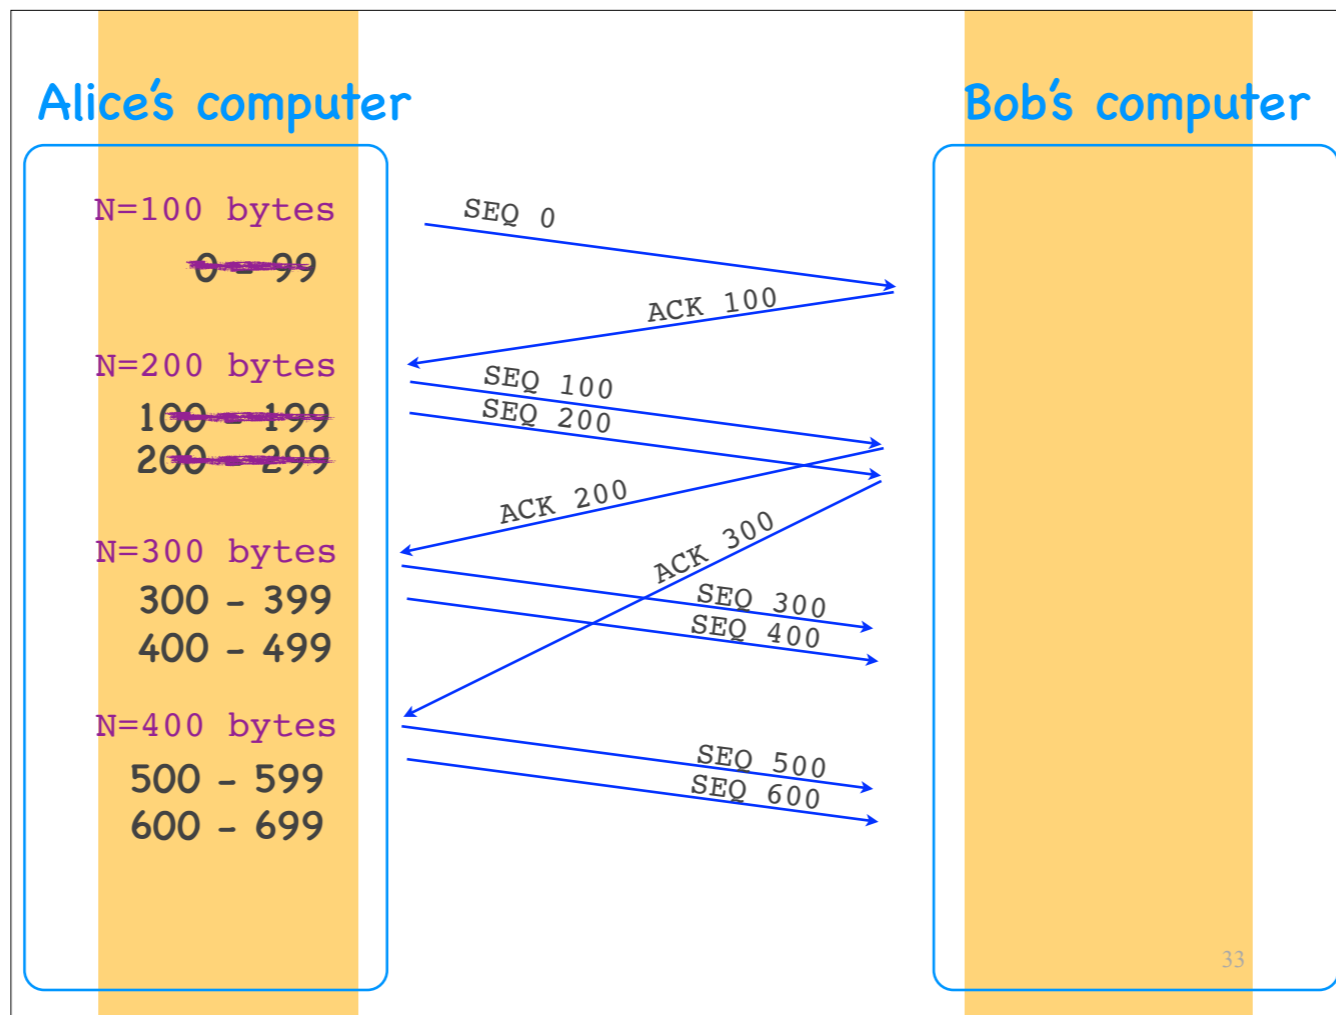 Alice's computer
Bob's computer
N=100 bytes
SEQ 0
0 - 99
ACK 100
N=200 bytes
SEQ 100
SEQ 200
100 - 199
200 - 299
ACK 200
ACK 300
N=300 bytes
300 - 399
SEQ 300
400 - 499
SEQ 400
N=400 bytes
SEQ 500
500 - 599
SEQ 600
600 - 699
33